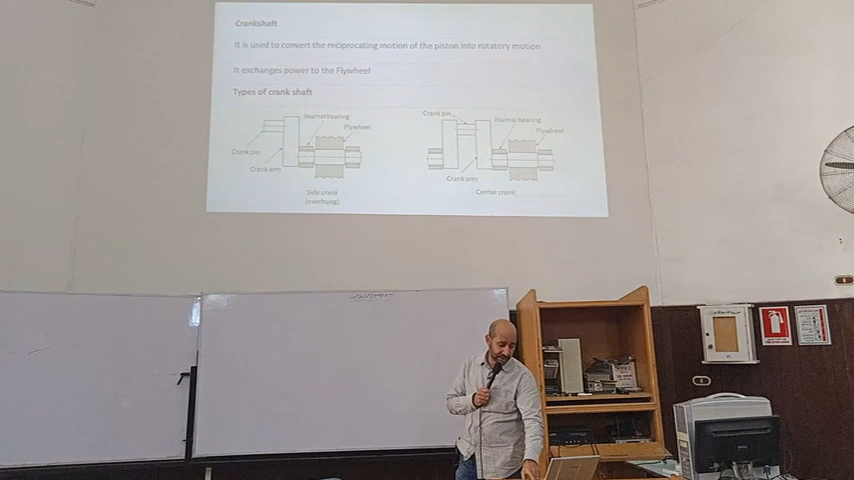 Crankshaft
It is used to convert the reciprocating motion of the piston into rotatory motion
It exchanges power to the Flywheel
Types of crank shaft
Journal bearing
Flywheel
Crank pin
Crank arm
Side crank
(overhung)
Crank pin
Journal bearing
Flywheel
Crank arm
Center crank